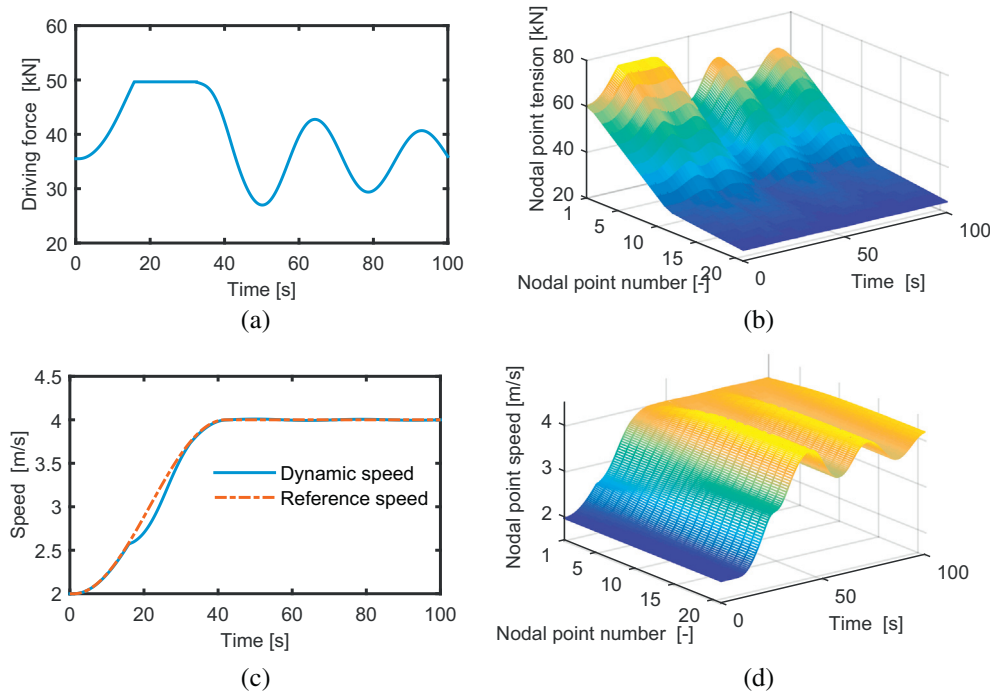 60
50
40
30
20
Driving force [kN]
0 20 40 60 80 100
Time [s]
(a)
80
60
40
20
Nodal point tension [kN]
1
5
10
15
20
Nodal point number [-]
0
50
100
Time [s]
(b)
4.5
4
3.5
3
2.5
2
Speed [m/s]
Dynamic speed
Reference speed
0 20 40 60 80 100
Time [s]
(c)
4
3
2
Nodal point speed [m/s]
1
5
10
15
20
Nodal point number [-]
0
50
100
Time [s]
(d)